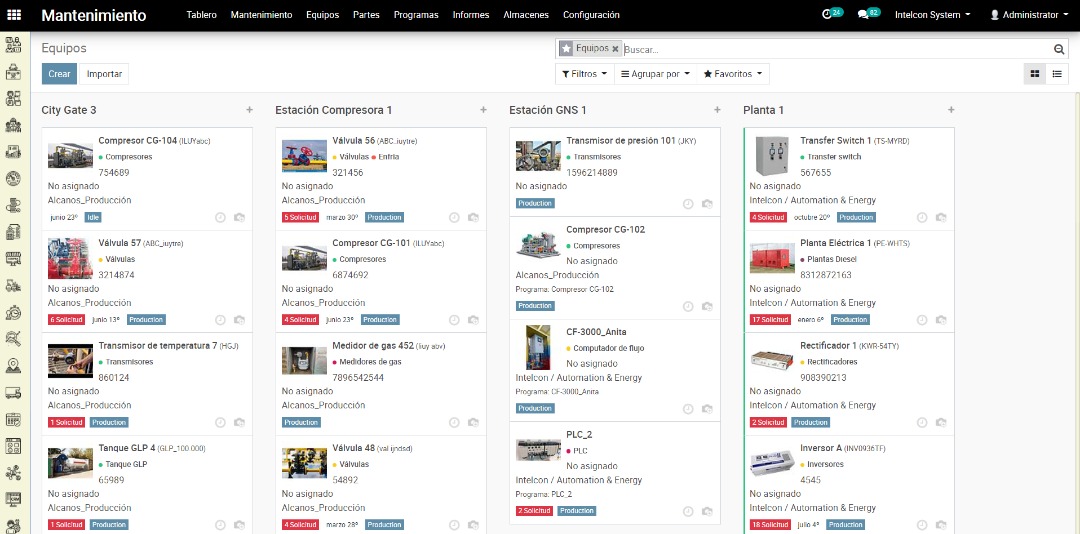 Mantenimiento
Tablero Mantenimiento Equipos Partes Programas Informes Almacenes Configuración
24 82 Intelcon System Administrator
Equipos
Equipos × Buscar...
Crear Importar
Filtros Agrupar por Favoritos
City Gate 3 +
Compresor CG-104 (ILUYabc)
Compresores
754689
No asignado
Alcanos_Producción
junio 23º Idle
Válvula 57 (ABC_iuytre)
Válvulas
3214874
No asignado
Alcanos_Producción
6 Solicitud junio 13º Production
Transmisor de temperatura 7 (HGJ)
Transmisores
860124
No asignado
Alcanos_Producción
1 Solicitud Production
Tanque GLP 4 (GLP_100 000)
Tanque GLP
65989
No asignado
Alcanos_Producción
1 Solicitud Production
Estación Compresora 1 +
Válvula 56 (ABC_iuytre)
Válvulas Entria
321456
No asignado
Alcanos_Producción
5 Solicitud marzo 30º Production
Compresor CG-101 (ILUYabc)
Compresores
6874692
No asignado
Alcanos_Producción
4 Solicitud junio 23º Production
Medidor de gas 452 (liuy abv)
Medidores de gas
7896542544
No asignado
Alcanos_Producción
Production
Válvula 48 (val ijndsd)
Válvulas
54892
No asignado
Alcanos_Producción
4 Solicitud marzo 28º Production
Estación GNS 1 +
Transmisor de presión 101 (JKY)
Transmisores
1596214889
No asignado
Production
Compresor CG-102
Compresores
No asignado
Alcanos_Producción
Programa: Compresor CG-102
Production
CF-3000_Anita
Computador de flujo
No asignado
Intelcon / Automation & Energy
Programa: CF-3000_Anita
Production
PLC_2
PLC
No asignado
Intelcon / Automation & Energy
Programa: PLC_2
2 Solicitud Production
Planta 1 +
Transfer Switch 1 (TS-MYRD)
Transfer switch
567655
No asignado
Intelcon / Automation & Energy
4 Solicitud octubre 20º Production
Planta Eléctrica 1 (PE-WHTS)
Plantas Diesel
8312872163
No asignado
Intelcon / Automation & Energy
17 Solicitud enero 6º Production
Rectificador 1 (KWR-54TY)
Rectificadores
908390213
No asignado
Intelcon / Automation & Energy
2 Solicitud Production
Inversor A (INV0936TF)
Inversores
4545
No asignado
Intelcon / Automation & Energy
18 Solicitud julio 4º Production